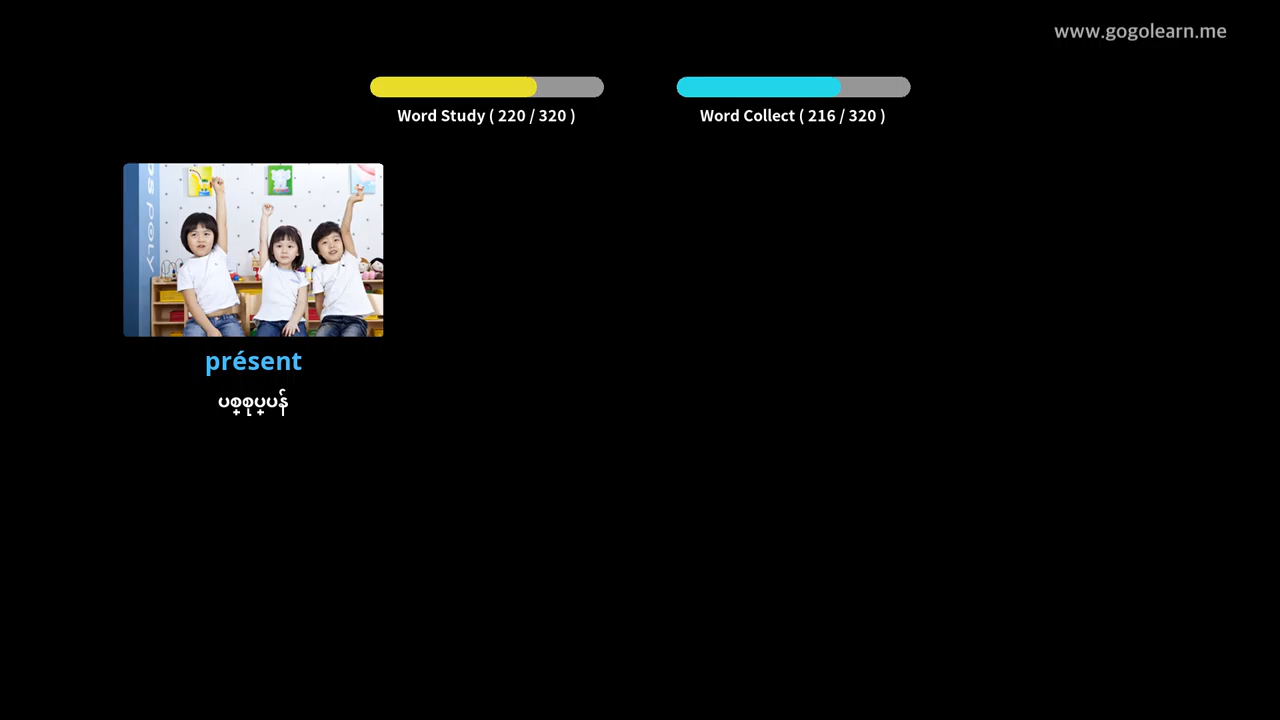 www.gogolearn.me
Word Study ( 220 / 320 )
Word Collect ( 216 / 320 )
présent
ပစ္စုပ္ပန်